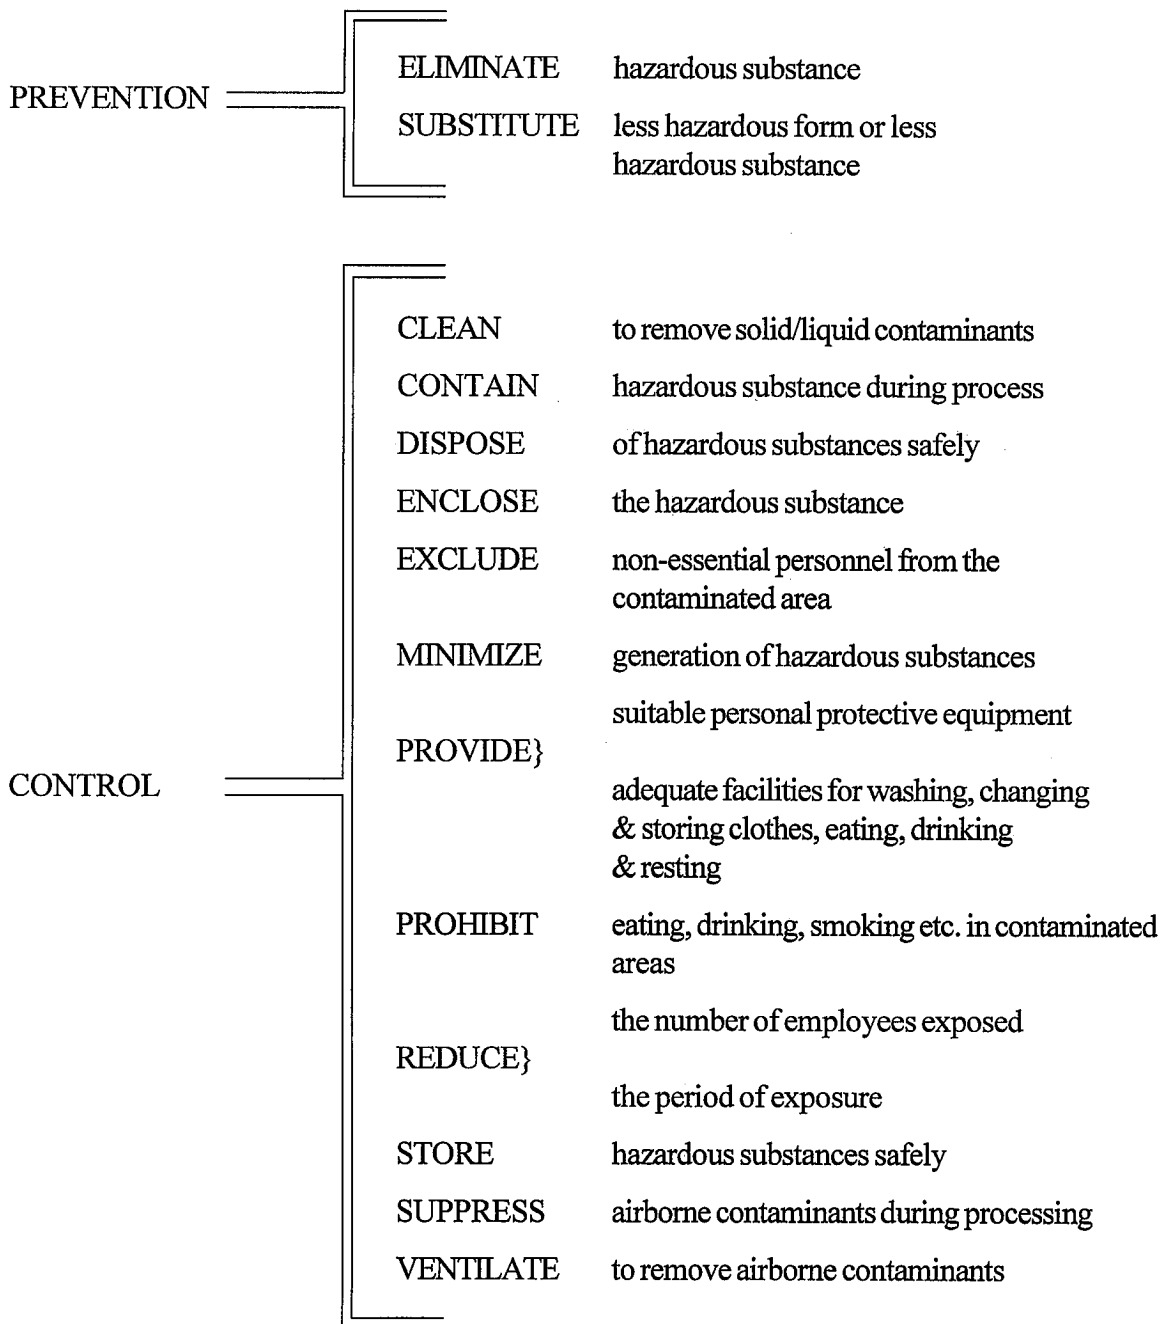 PREVENTION
ELIMINATE hazardous substance
SUBSTITUTE less hazardous form or less
hazardous substance
CONTROL
CLEAN to remove solid/liquid contaminants
CONTAIN hazardous substance during process
DISPOSE of hazardous substances safely
ENCLOSE the hazardous substance
EXCLUDE non-essential personnel from the
contaminated area
MINIMIZE generation of hazardous substances
PROVIDE}
suitable personal protective equipment
adequate facilities for washing, changing
& storing clothes, eating, drinking
& resting
PROHIBIT eating, drinking, smoking etc. in contaminated
areas
REDUCE}
the number of employees exposed
the period of exposure
STORE hazardous substances safely
SUPPRESS airborne contaminants during processing
VENTILATE to remove airborne contaminants